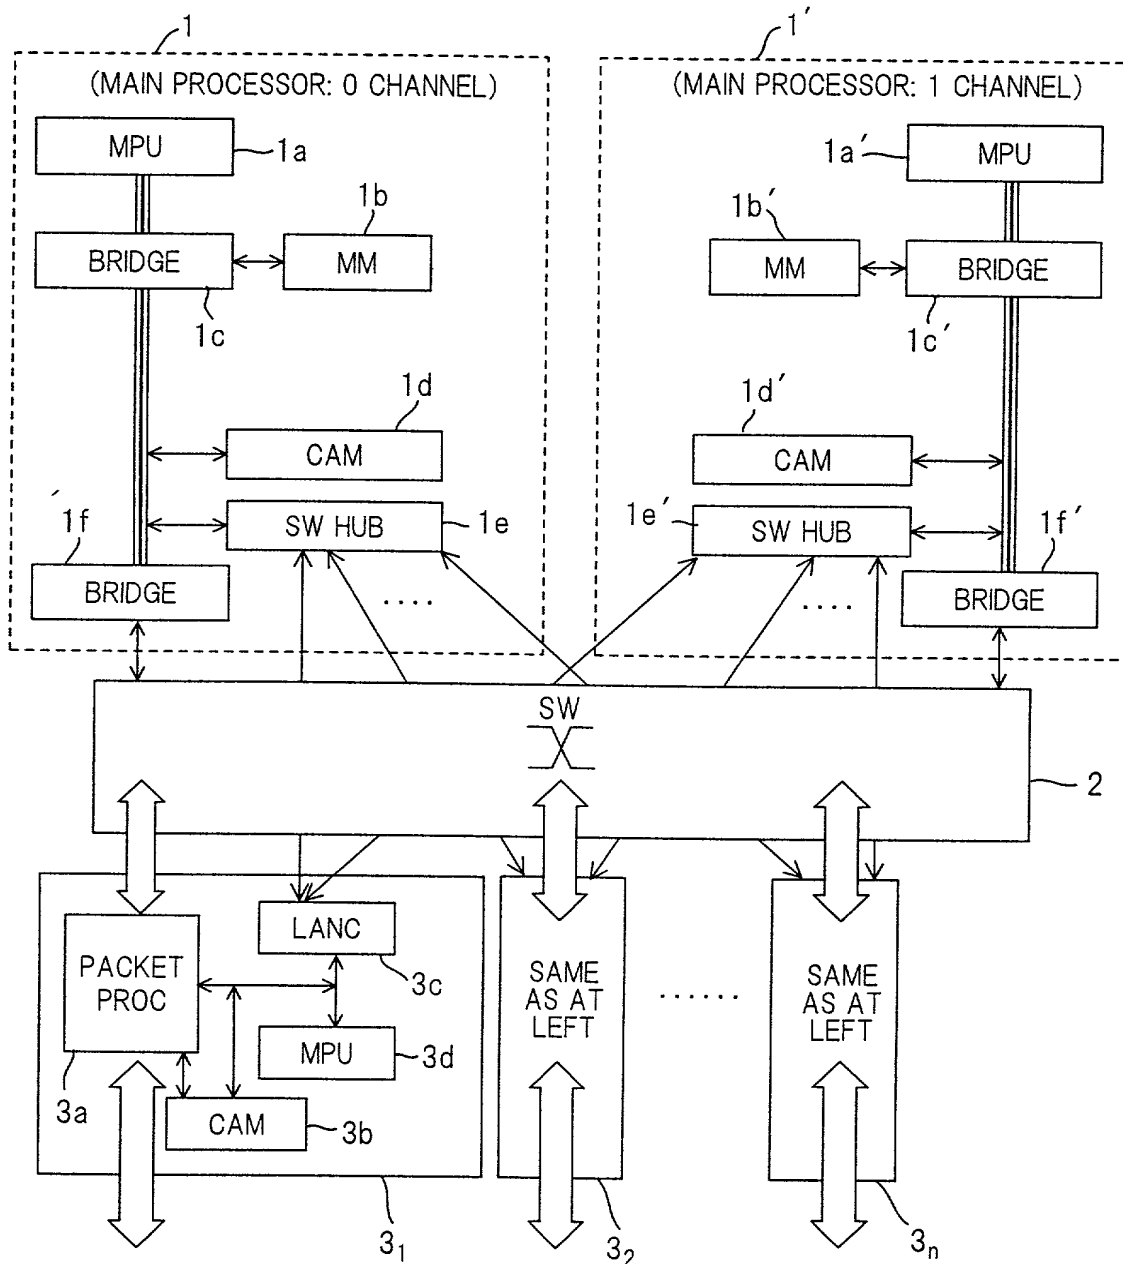 1
1′
(MAIN PROCESSOR: 0 CHANNEL)
(MAIN PROCESSOR: 1 CHANNEL)
MPU
1a
1a′
MPU
1b
1b′
BRIDGE
MM
MM
BRIDGE
1c
1c′
1d
1d′
CAM
CAM
1f
SW HUB
1e
1e′
SW HUB
1f′
BRIDGE
....
....
BRIDGE
SW
2
PACKET
PROC
LANC
3c
MPU
3d
3a
CAM
3b
SAME
AS AT
LEFT
.......
SAME
AS AT
LEFT
3₁
3₂
3ₙ